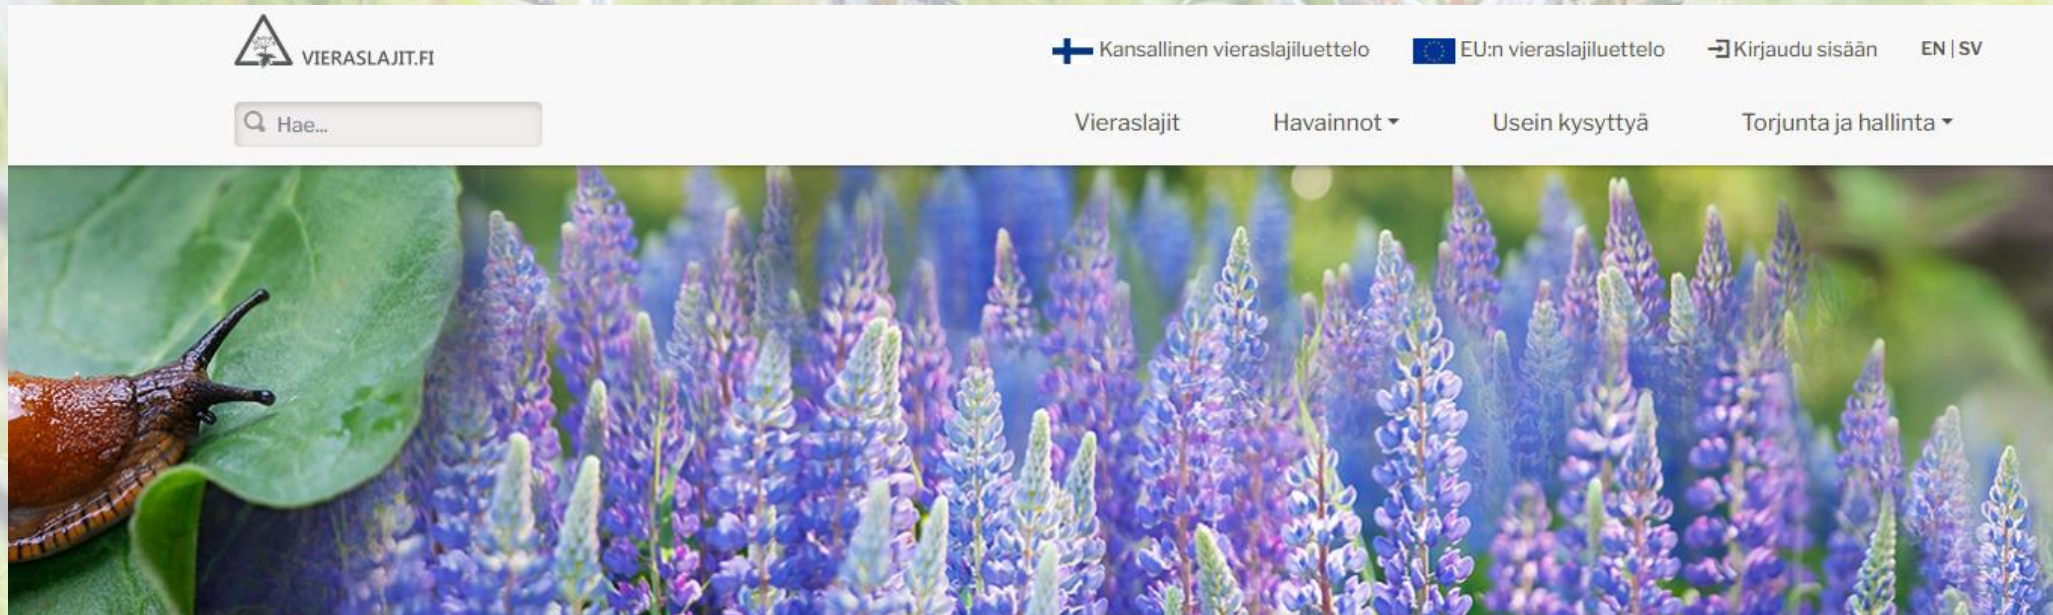 VIERASLAJIT.FI
Kansallinen vieraslajiluettelo EU:n vieraslajiluettelo Kirjaudu sisään EN | SV
Hae...
Vieraslajit Havainnot Usein kysyttyä Torjunta ja hallinta